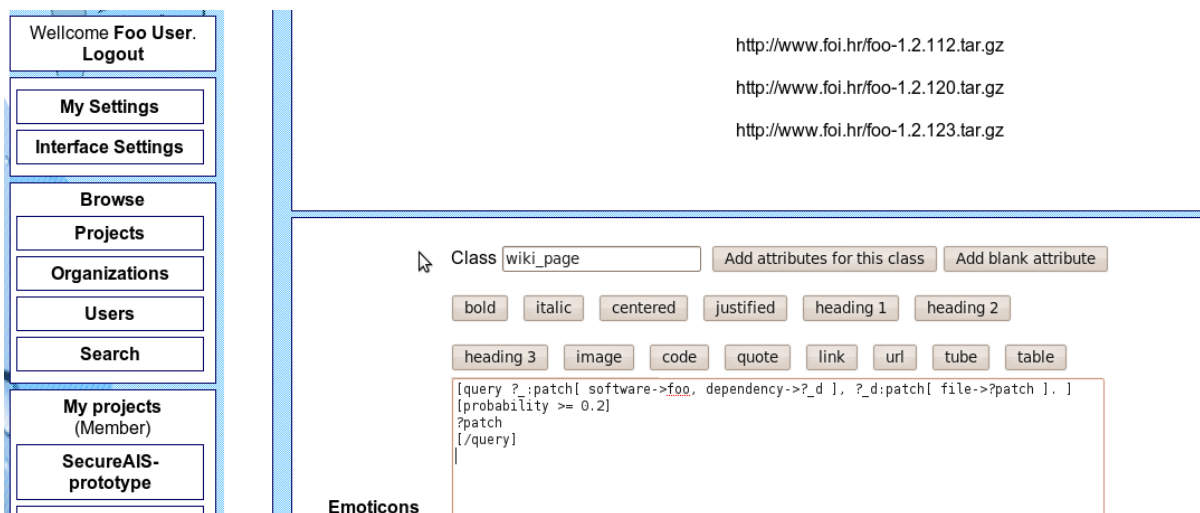 Wellcome Foo User.
Logout
My Settings
Interface Settings
Browse
Projects
Organizations
Users
Search
My projects
(Member)
SecureAIS-
prototype
http://www.foi.hr/foo-1.2.112.tar.gz
http://www.foi.hr/foo-1.2.120.tar.gz
http://www.foi.hr/foo-1.2.123.tar.gz
Class wiki_page Add attributes for this class Add blank attribute
bold italic centered justified heading 1 heading 2
heading 3 image code quote link url tube table
[query ?_:patch[ software->foo, dependency->?_d ], ?_d:patch[ file->?patch ]. ]
[probability >= 0.2]
?patch
[/query]
Emoticons